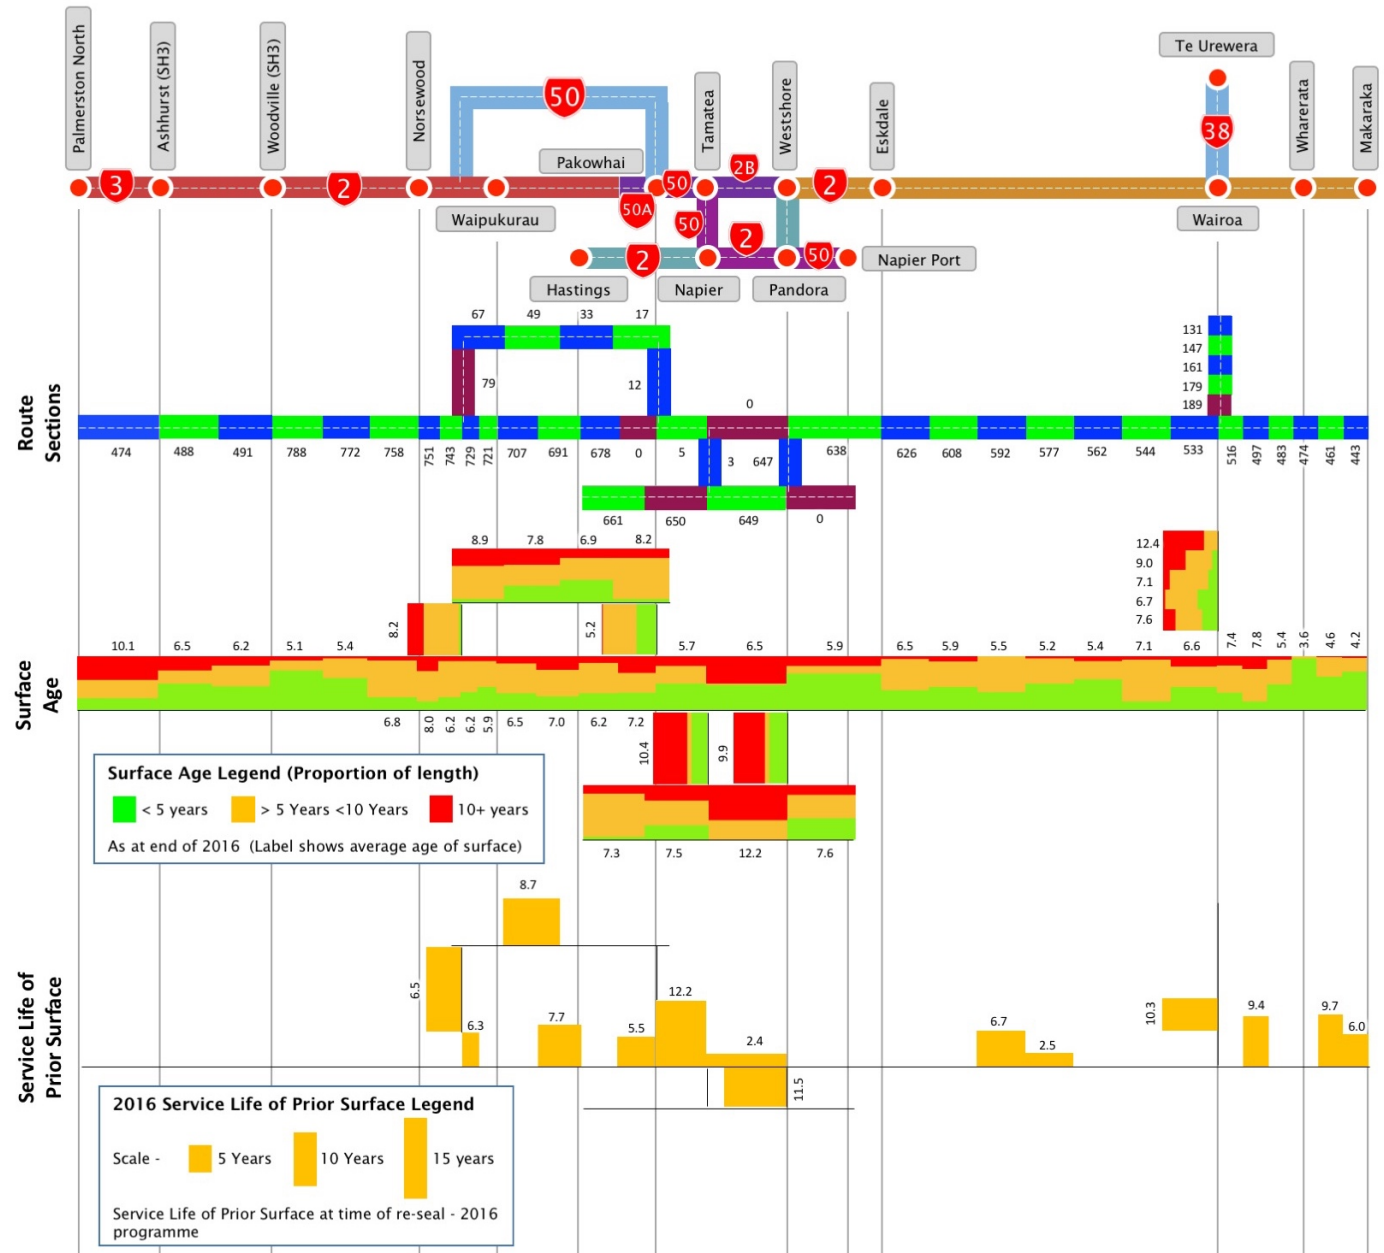 Palmerston North
Ashhurst (SH3)
Woodville (SH3)
Norsewood
Tamatea
Westshore
Eskdale
Te Urewera
Wharerata
Makaraka
50
38
Pakowhai
3
2
50
2B
2
50A
50
2
Waipukurau
Wairoa
2
50
Napier Port
Hastings
Napier
Pandora
Route
Sections
67 49 33 17
79 12 0
131
147
161
179
189
474 488 491 788 772 758 751 743 729 721 707 691 678 0 5 3 647 638 626 608 592 577 562 544 533 516 497 483 474 461 443
661 650 649 0
Surface
Age
8.9 7.8 6.9 8.2
8.2 5.2
12.4
9.0
7.1
6.7
7.6
10.1 6.5 6.2 5.1 5.4 5.7 6.5 5.9 6.5 5.9 5.5 5.2 5.4 7.1 6.6 7.4 7.8 5.4 3.6 4.6 4.2
6.8 8.0 6.2 6.2 5.9 6.5 7.0 6.2 7.2
10.4 9.9
7.3 7.5 12.2 7.6
Surface Age Legend (Proportion of length)
< 5 years > 5 Years <10 Years 10+ years
As at end of 2016 (Label shows average age of surface)
Service Life of
Prior Surface
8.7
6.5
6.3
7.7
5.5
12.2
2.4
11.5
6.7
2.5
10.3
9.4
9.7
6.0
2016 Service Life of Prior Surface Legend
Scale - 5 Years 10 Years 15 years
Service Life of Prior Surface at time of re-seal - 2016
programme